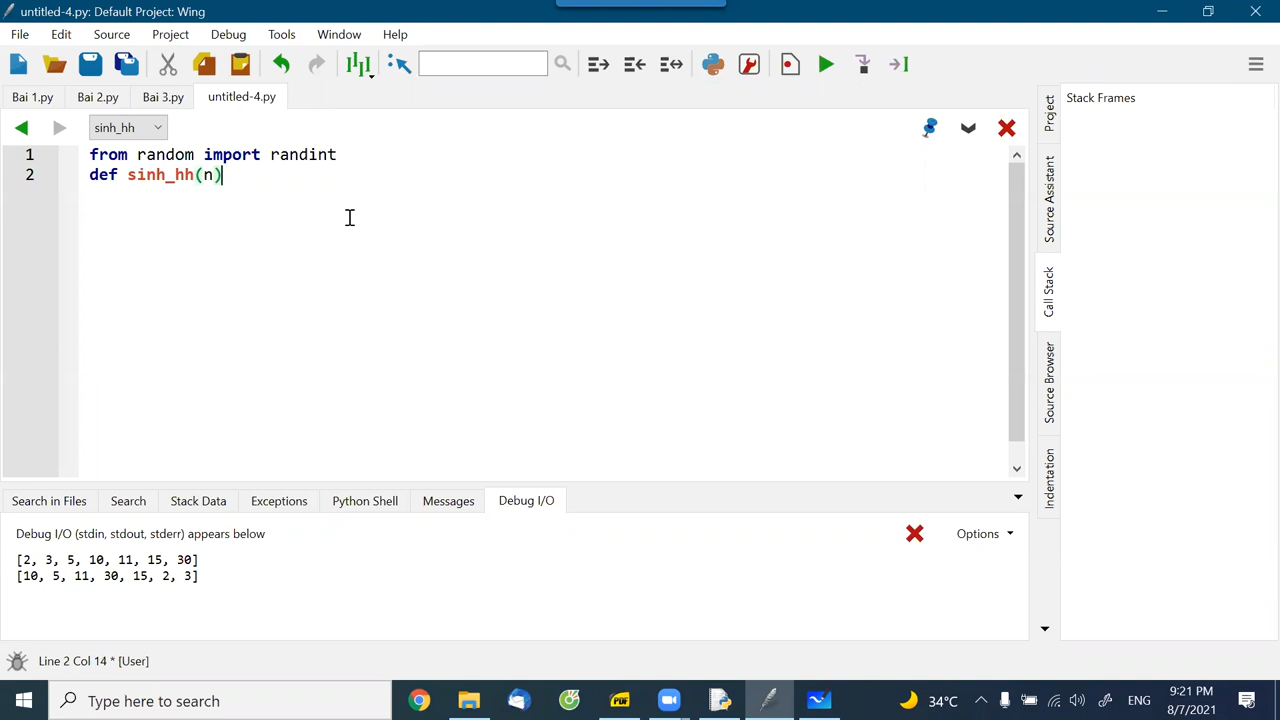 untitled-4.py: Default Project: Wing
File Edit Source Project Debug Tools Window Help
Bai 1.py Bai 2.py Bai 3.py untitled-4.py
sinh_hh
1 from random import randint
2 def sinh_hh(n)
Stack Frames
Project
Source Assistant
Call Stack
Source Browser
Indentation
Search in Files Search Stack Data Exceptions Python Shell Messages Debug I/O
Debug I/O (stdin, stdout, stderr) appears below
Options
[2, 3, 5, 10, 11, 15, 30]
[10, 5, 11, 30, 15, 2, 3]
Line 2 Col 14 * [User]
Type here to search
PDF
34°C
ENG
9:21 PM
8/7/2021